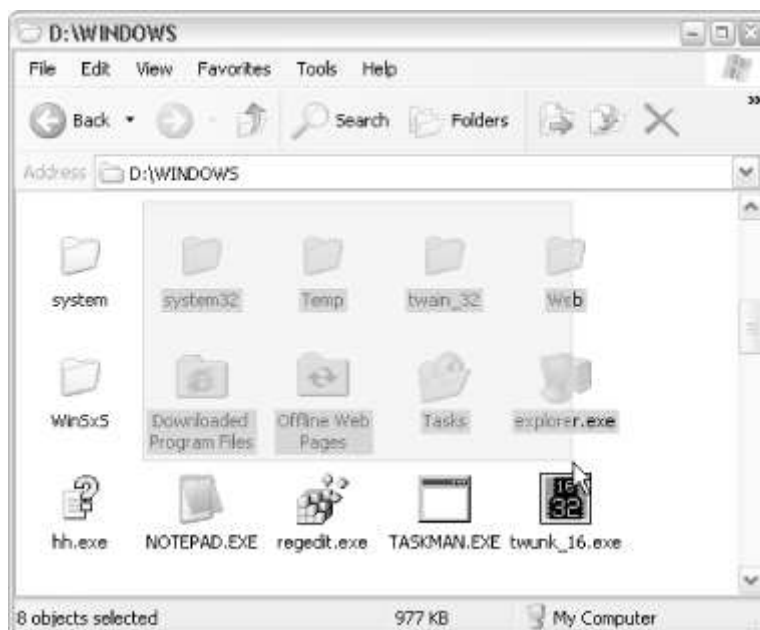 D:\WINDOWS
File Edit View Favorites Tools Help
Back Search Folders »
Address D:\WINDOWS
system system32 Temp twain_32 Web
WinSxS Downloaded Program Files Offline Web Pages Tasks explorer.exe
hh.exe NOTEPAD.EXE regedit.exe TASKMAN.EXE twunk_16.exe
16
32
8 objects selected 977 KB My Computer